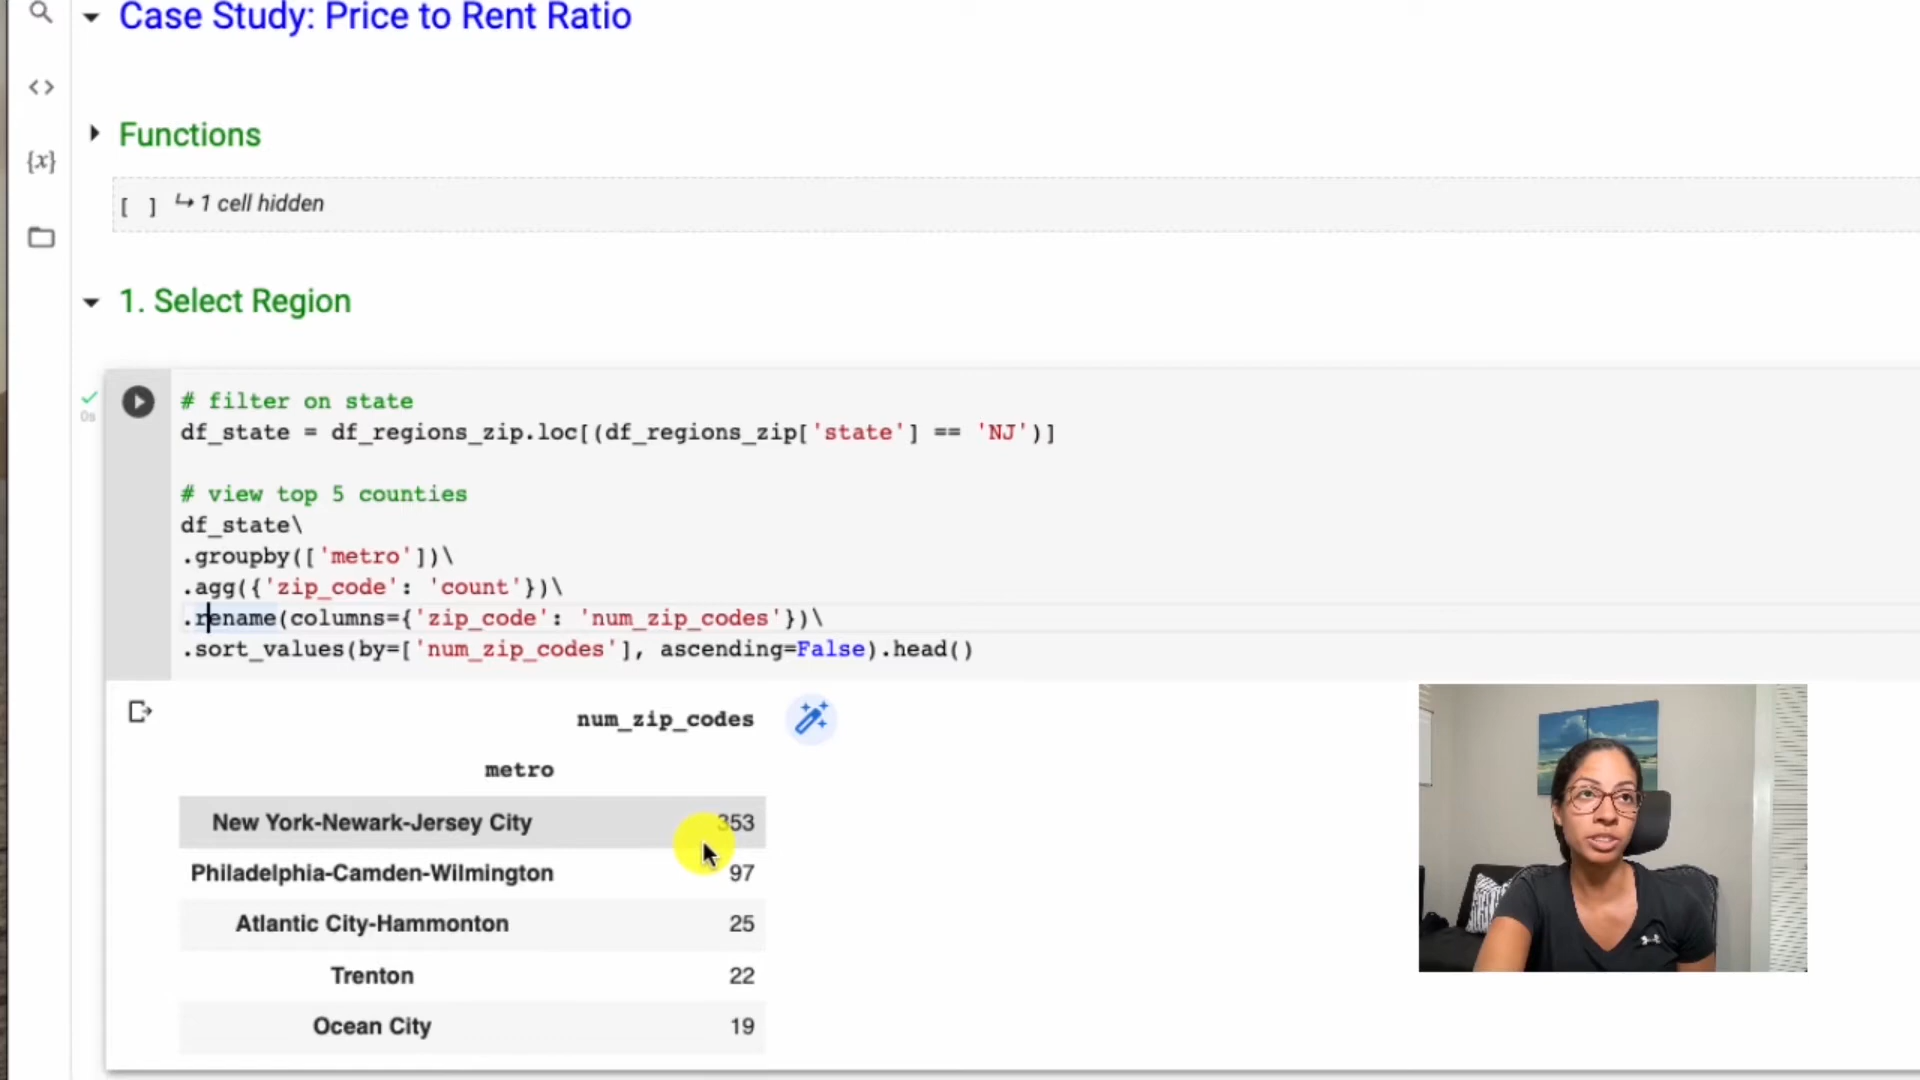 Case Study: Price to Rent Ratio
Functions
{x}
[ ] ↳ 1 cell hidden
1. Select Region
0s
# filter on state
df_state = df_regions_zip.loc[(df_regions_zip['state'] == 'NJ')]
# view top 5 counties
df_state\
.groupby(['metro'])\
.agg({'zip_code': 'count'})\
.rename(columns={'zip_code': 'num_zip_codes'})\
.sort_values(by=['num_zip_codes'], ascending=False).head()
num_zip_codes
metro
New York-Newark-Jersey City 353
Philadelphia-Camden-Wilmington 97
Atlantic City-Hammonton 25
Trenton 22
Ocean City 19